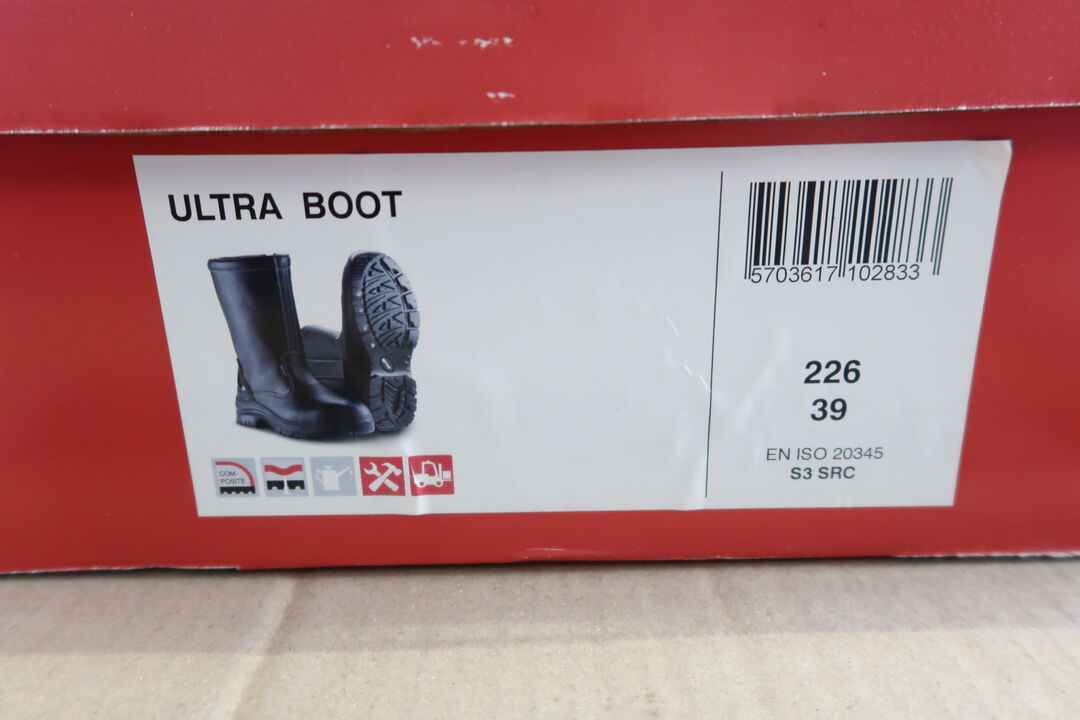 ULTRA BOOT
COM-
POSITE
5703617 102833
226
39
EN ISO 20345
S3 SRC